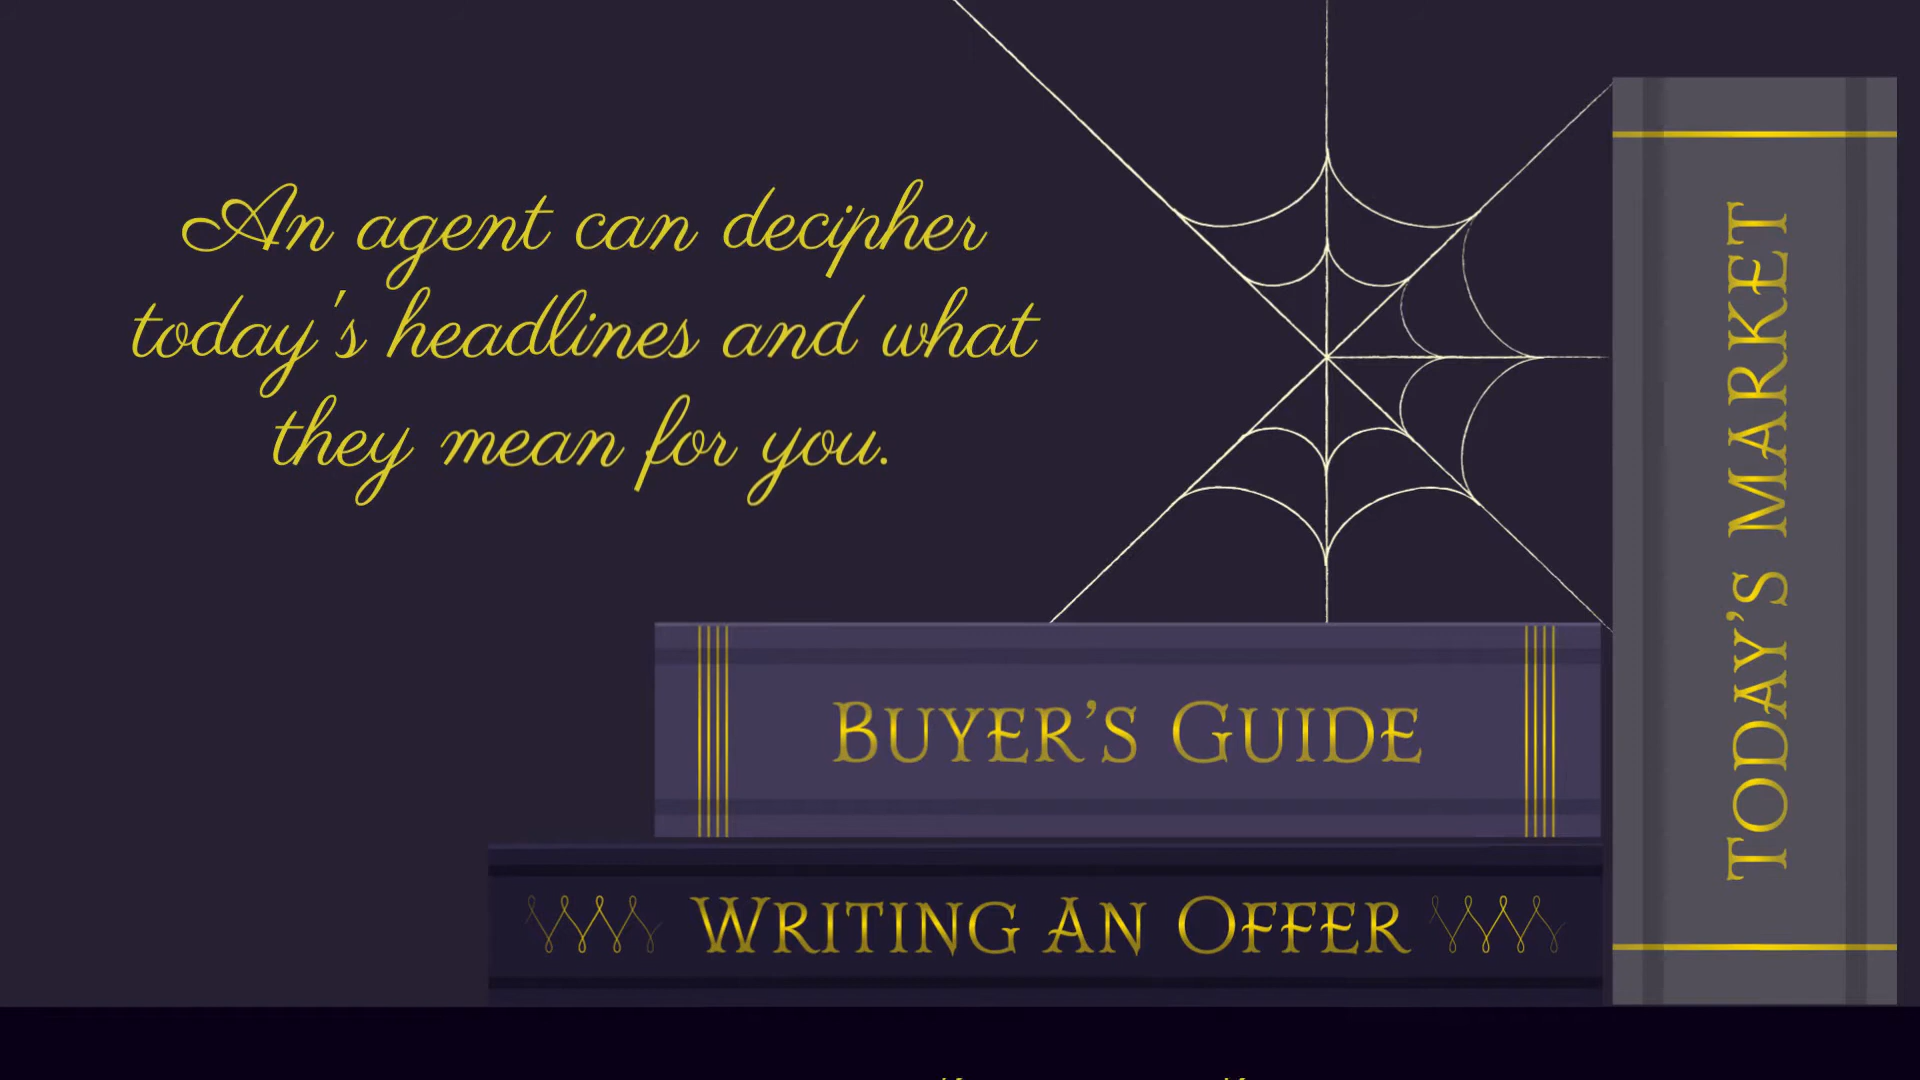 An agent can decipher
today's headlines and what
they mean for you.
BUYER'S GUIDE
WRITING AN OFFER
TODAY'S MARKET